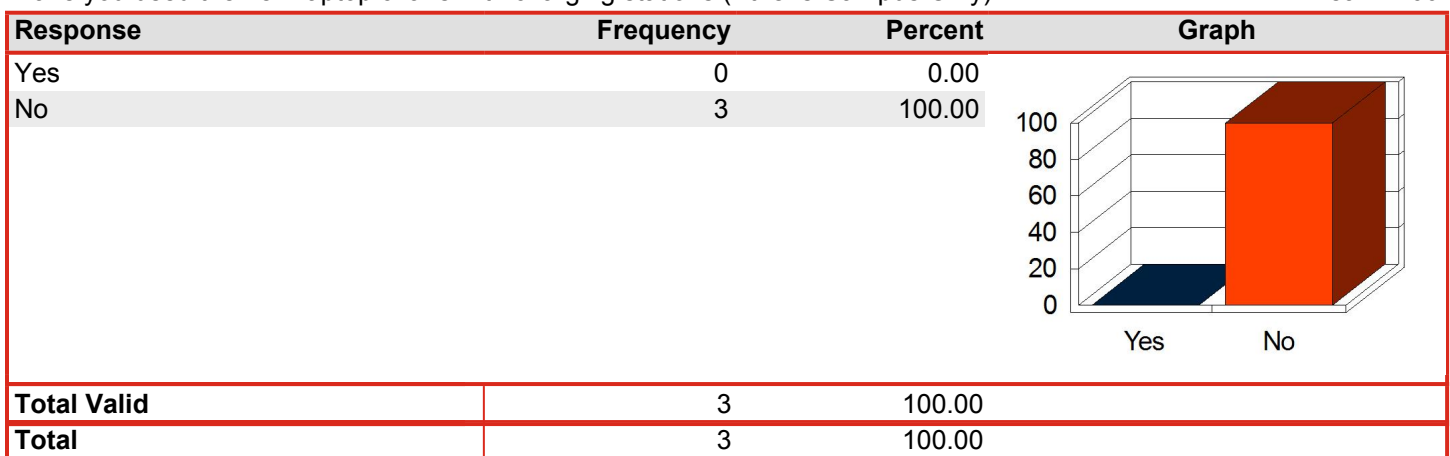 Response Frequency Percent Graph
Yes 0 0.00
No 3 100.00
100
80
60
40
20
0
Yes No
Total Valid 3 100.00
Total 3 100.00